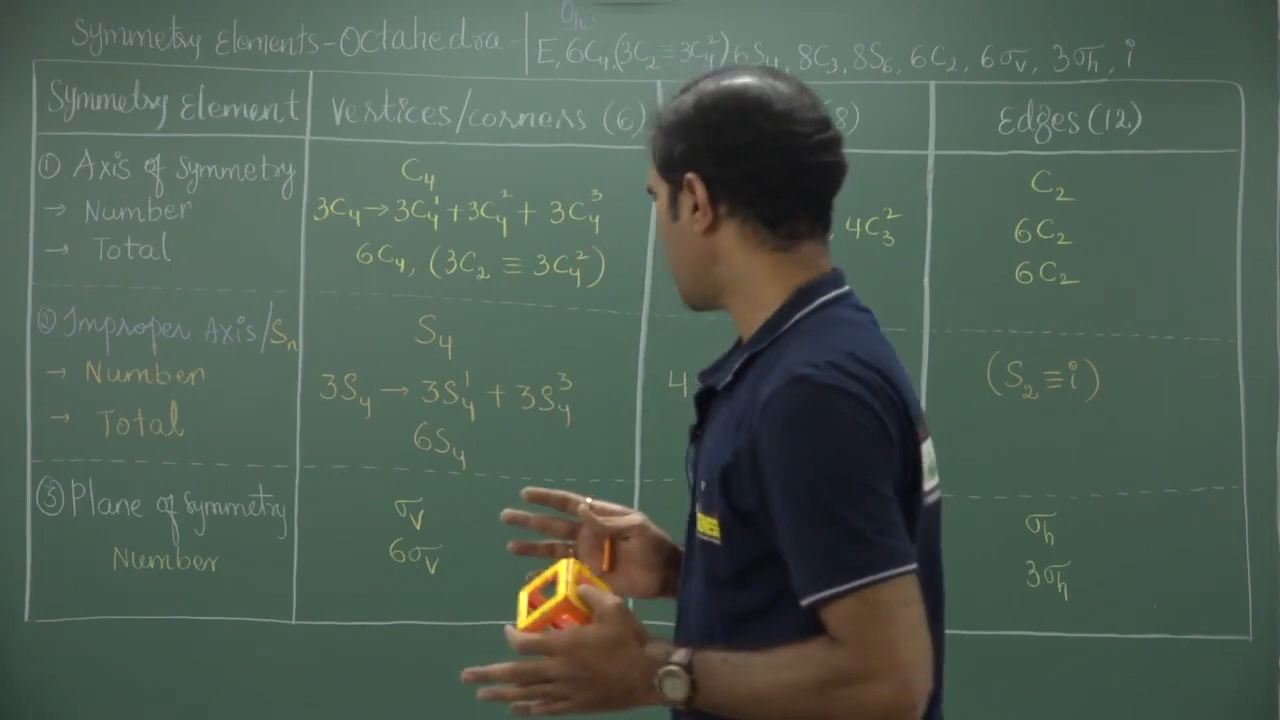 Oh
Symmetry Elements-Octahedra- E, 6C₄, (3C₂ ≡ 3C₄²) 6S₄, 8C₃, 8S₆, 6C₂, 6σᵥ, 3σₕ, i
Symmetry Element Vertices/corners (6) 8) Edges (12)
① Axis of Symmetry C₄ C₂
→ Number 3C₄ → 3C₄¹ + 3C₄² + 3C₄³ 4C₃² 6C₂
→ Total 6C₄, (3C₂ ≡ 3C₄²) 6C₂
② Improper Axis/Sₙ S₄
→ Number 3S₄ → 3S₄¹ + 3S₄³ 4 (S₂ ≡ i)
→ Total 6S₄
③ Plane of Symmetry σᵥ σₕ
Number 6σᵥ 3σₕ